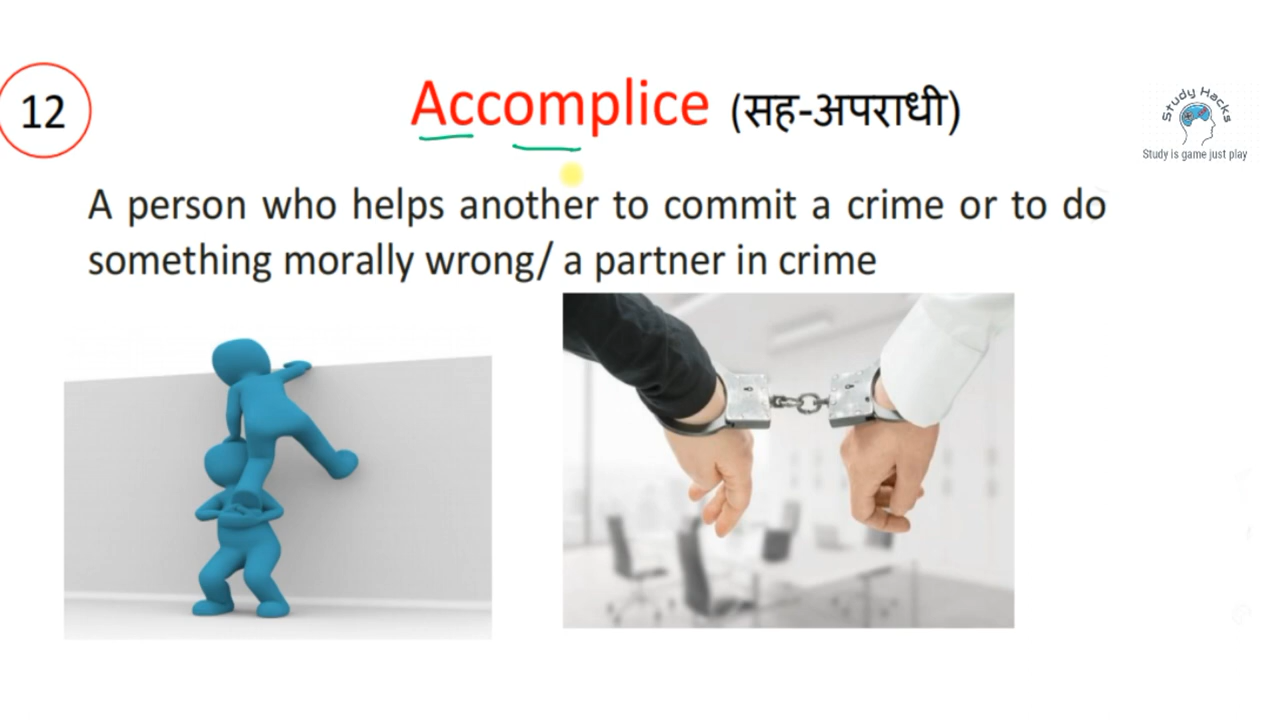 12
Accomplice (सह-अपराधी)
Study Hacks
Study is game just play
A person who helps another to commit a crime or to do
something morally wrong/ a partner in crime